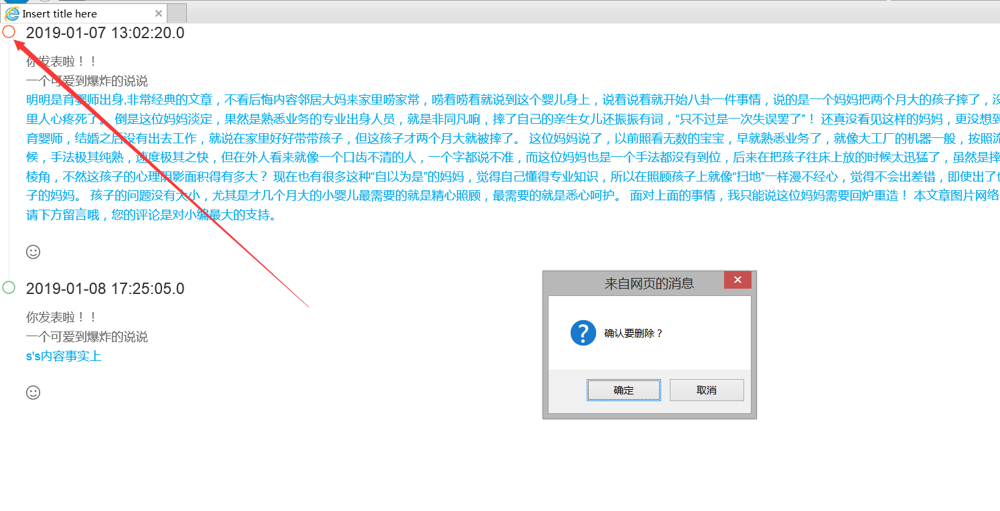 Insert title here
2019-01-07 13:02:20.0
你发表啦！！
一个可爱到爆炸的说说
明明是育婴师出身,非常经典的文章，不看后悔内容邻居大妈来家里唠家常，唠着唠着就说到这个婴儿身上，说着说着就开始八卦一件事情，说的是一个妈妈把两个月大的孩子摔了，没
里人心疼死了。 倒是这位妈妈淡定，果然是熟悉业务的专业出身人员，就是非同凡响，摔了自己的亲生女儿还振振有词，“只不过是一次失误罢了”！ 还真没看见这样的妈妈，更没想到
育婴师，结婚之后没有出去工作，就说在家里好好带带孩子，但这孩子才两个月大就被摔了。 这位妈妈说了，以前照看无数的宝宝，早就熟悉业务了，就像大工厂的机器一般，按照流
候，手法极其纯熟，速度极其之快，但在外人看来就像一个口齿不清的人，一个字都说不准，而这位妈妈也是一个手法都没有到位，后来在把孩子往床上放的时候太迅猛了，虽然是摔
棱角，不然这孩子的心理阴影面积得有多大？ 现在也有很多这种“自以为是”的妈妈，觉得自己懂得专业知识，所以在照顾孩子上就像“扫地”一样漫不经心，觉得不会出差错，即使出了也
子的妈妈。 孩子的问题没有大小，尤其是才几个月大的小婴儿最需要的就是精心照顾，最需要的就是悉心呵护。 面对上面的事情，我只能说这位妈妈需要回炉重造！ 本文章图片网络
请下方留言哦，您的评论是对小编最大的支持。
2019-01-08 17:25:05.0
你发表啦！！
一个可爱到爆炸的说说
s's内容事实上
来自网页的消息
确认要删除？
确定
取消